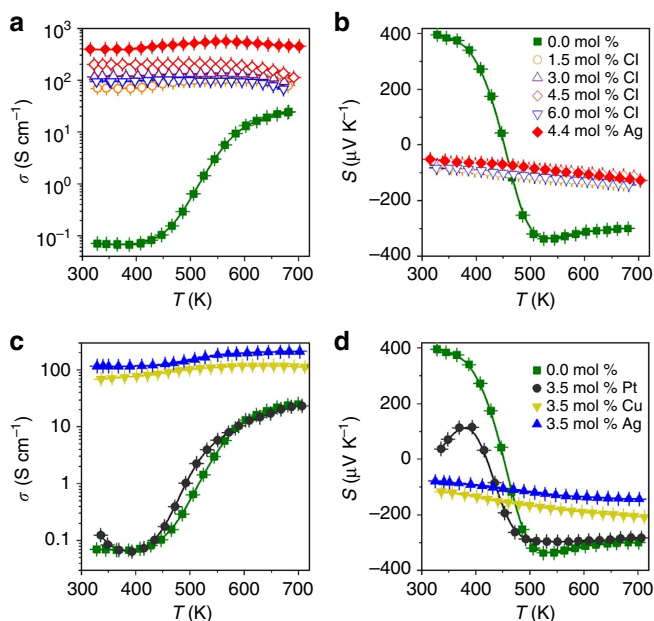 a
10³
10²
10¹
10⁰
10⁻¹
σ (S cm⁻¹)
300 400 500 600 700
T (K)
b
400
200
0
−200
−400
S (μV K⁻¹)
0.0 mol %
1.5 mol % Cl
3.0 mol % Cl
4.5 mol % Cl
6.0 mol % Cl
4.4 mol % Ag
300 400 500 600 700
T (K)
c
100
10
1
0.1
σ (S cm⁻¹)
300 400 500 600 700
T (K)
d
400
200
0
−200
−400
S (μV K⁻¹)
0.0 mol %
3.5 mol % Pt
3.5 mol % Cu
3.5 mol % Ag
300 400 500 600 700
T (K)